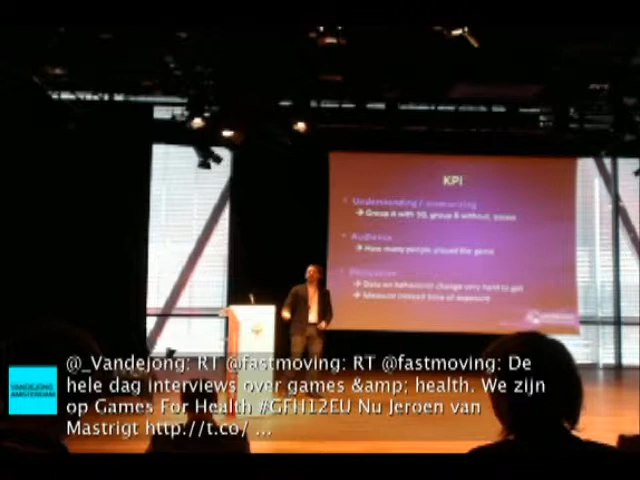 KPI
Understanding / summarizing
Group A with SG, group B without,
Audience
How many people played the game
Persuasion
Data on behavioral change very hard to get
Measure instead time of exposure
VANDEJONG
AMSTERDAM
@_Vandejong: RT @fastmoving: RT @fastmoving: De
hele dag interviews over games &amp; health. We zijn
op Games For Health #GFH12EU Nu Jeroen van
Mastrigt http://t.co/ ...